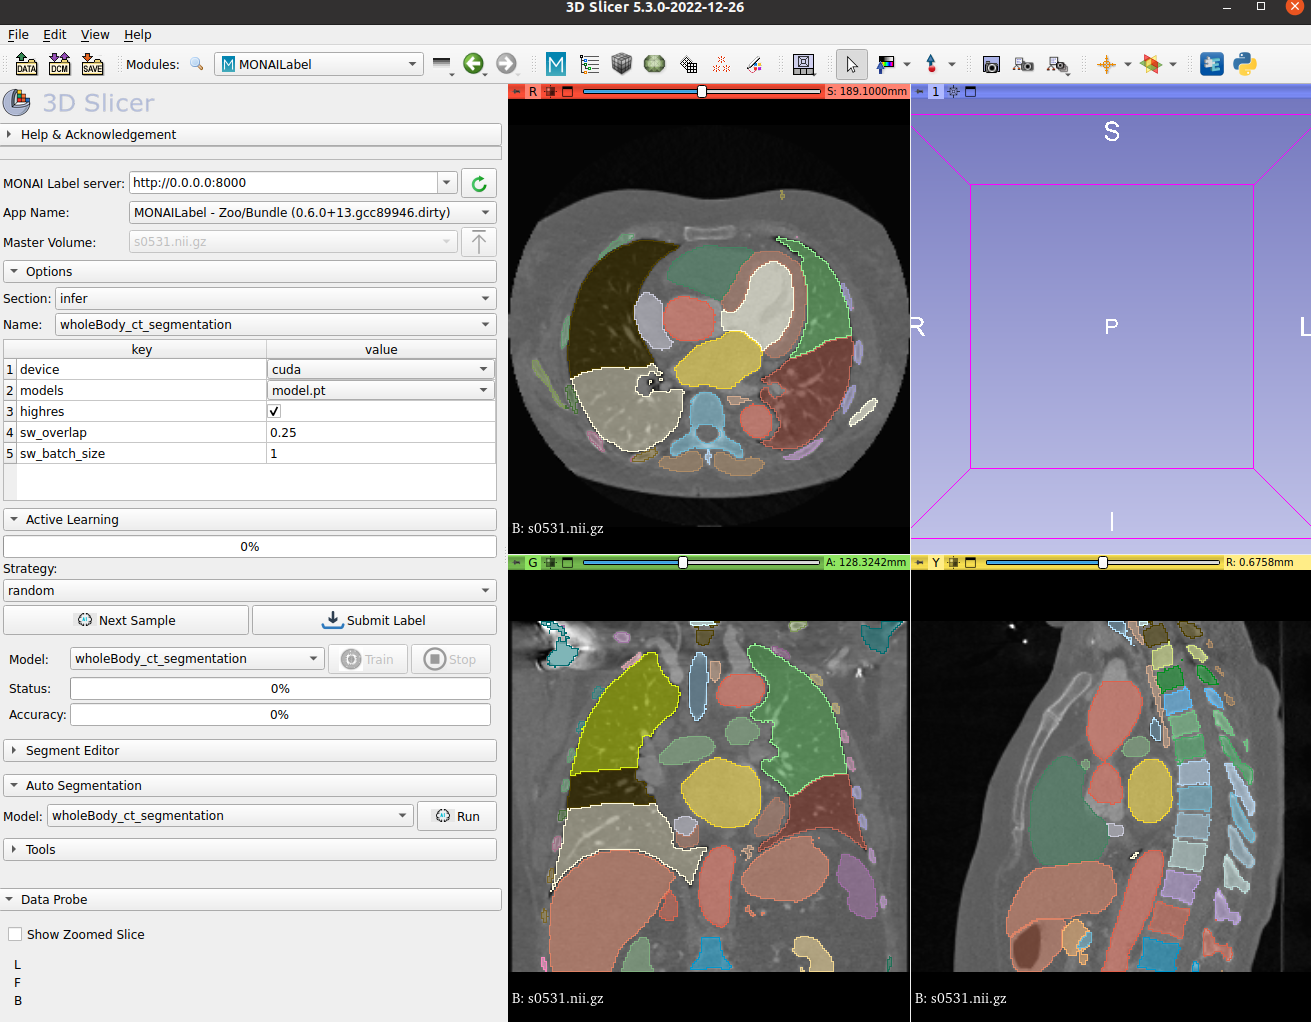 3D Slicer 5.3.0-2022-12-26
File Edit View Help
DATA DCM SAVE Modules: M MONAILabel M
3D Slicer
Help & Acknowledgement
MONAI Label server: http://0.0.0.0:8000
App Name: MONAILabel - Zoo/Bundle (0.6.0+13.gcc89946.dirty)
Master Volume: s0531.nii.gz
Options
Section: infer
Name: wholeBody_ct_segmentation
key value
1 device cuda
2 models model.pt
3 highres
4 sw_overlap 0.25
5 sw_batch_size 1
Active Learning
0%
Strategy:
random
Next Sample Submit Label
Model: wholeBody_ct_segmentation Train Stop
Status: 0%
Accuracy: 0%
Segment Editor
Auto Segmentation
Model: wholeBody_ct_segmentation Run
Tools
Data Probe
Show Zoomed Slice
L
F
B
R S: 189.1000mm
B: s0531.nii.gz
1
S
R P L
I
G A: 128.3242mm
B: s0531.nii.gz
Y R: 0.6758mm
B: s0531.nii.gz